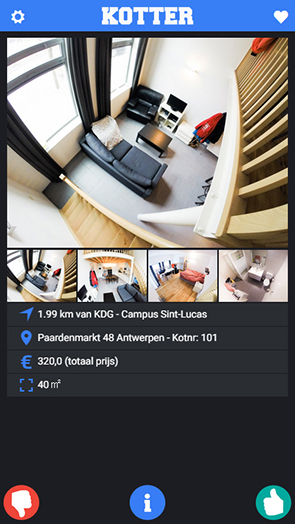 KOTTER
1.99 km van KDG - Campus Sint-Lucas
Paardenmarkt 48 Antwerpen - Kotnr: 101
€ 320,0 (totaal prijs)
40 m²